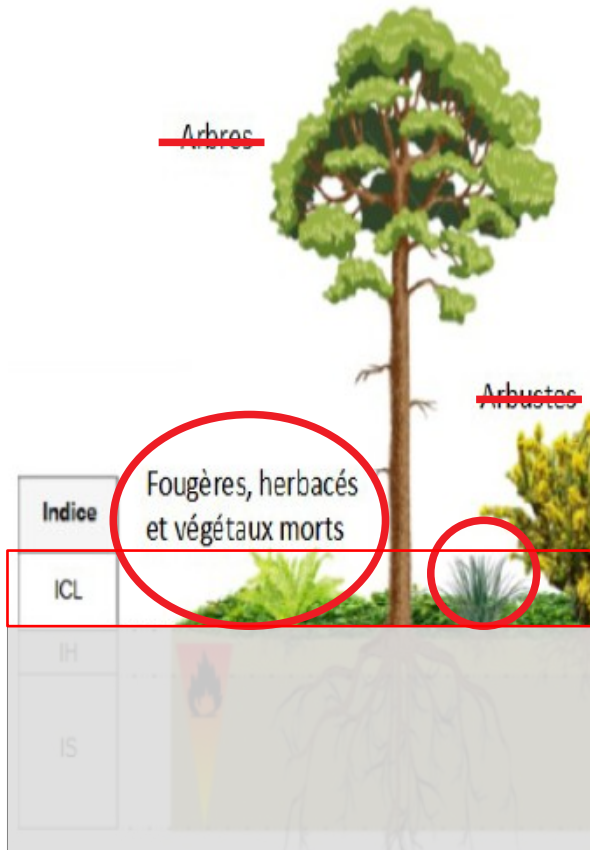 Arbres
Arbustes
Fougères, herbacés
et végétaux morts
Indice
ICL
IH
IS